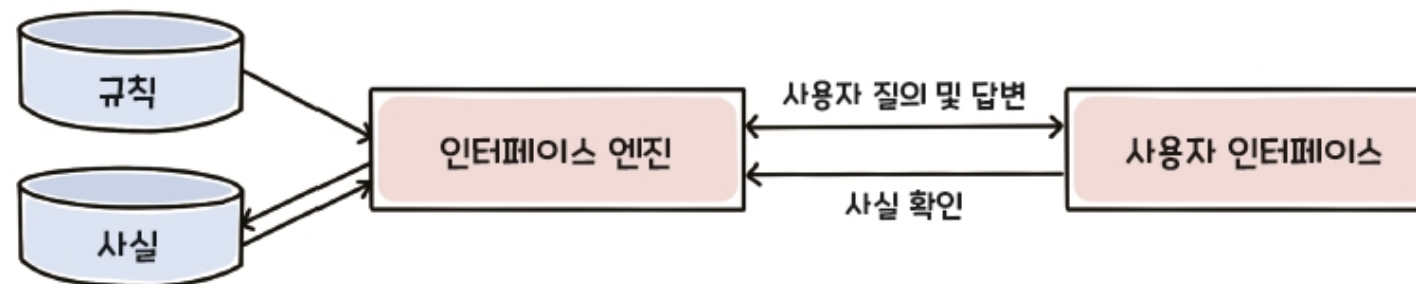 규칙
사실
인터페이스 엔진
사용자 질의 및 답변
사실 확인
사용자 인터페이스